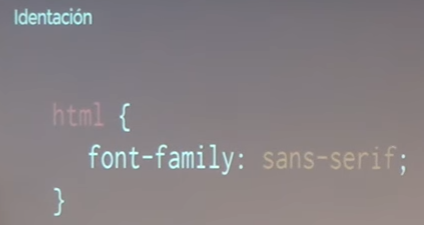 Identación
html {
font-family: sans-serif;
}